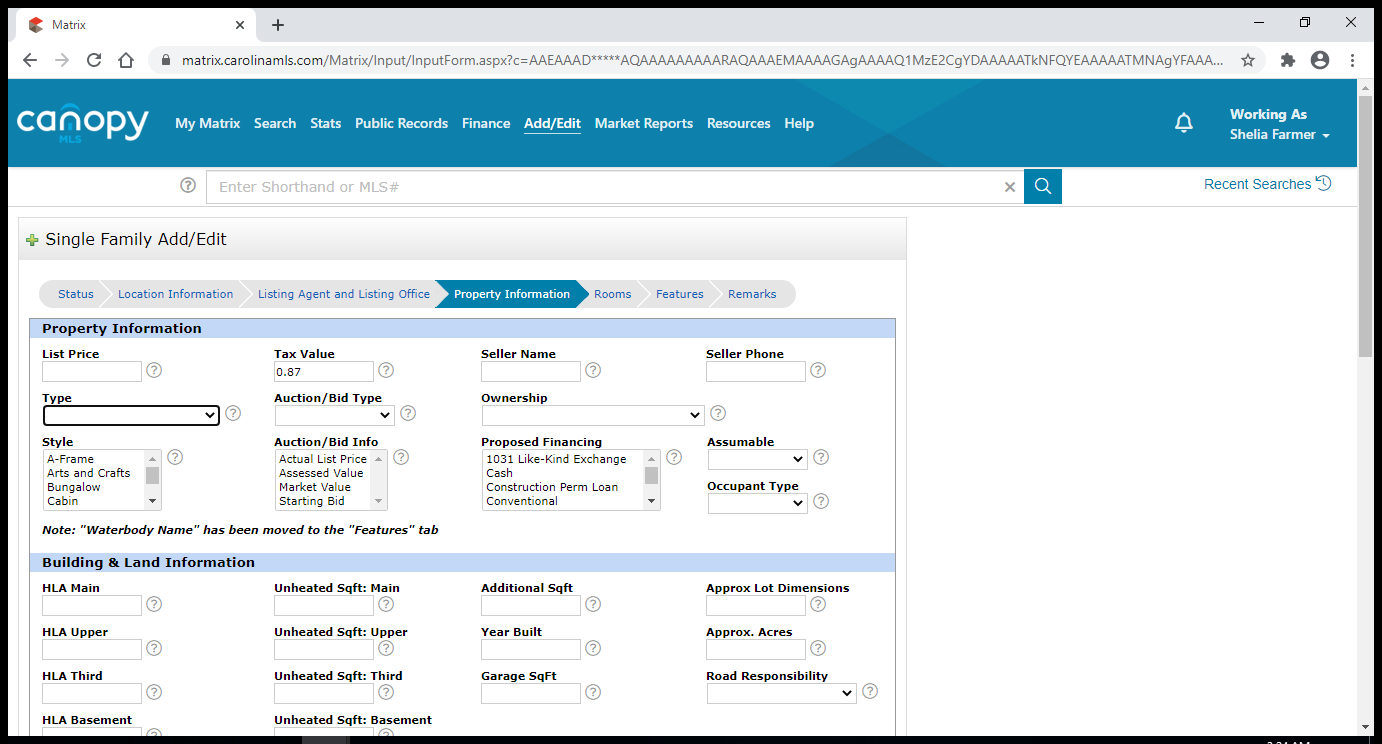 Matrix
matrix.carolinamls.com/Matrix/Input/InputForm.aspx?c=AAEAAAD*****AQAAAAAAAAARAQAAAEMAAAAGAgAAAAQ1MzE2CgYDAAAAATkNFQYEAAAAATMNAgYFAAA...
canopy
MLS
My Matrix Search Stats Public Records Finance Add/Edit Market Reports Resources Help
Working As
Shelia Farmer
Enter Shorthand or MLS#
Recent Searches
Single Family Add/Edit
Status Location Information Listing Agent and Listing Office Property Information Rooms Features Remarks
Property Information
List Price Tax Value Seller Name Seller Phone
0.87
Type Auction/Bid Type Ownership
Style Auction/Bid Info Proposed Financing Assumable
A-Frame Actual List Price 1031 Like-Kind Exchange
Arts and Crafts Assessed Value Cash
Bungalow Market Value Construction Perm Loan Occupant Type
Cabin Starting Bid Conventional
Note: "Waterbody Name" has been moved to the "Features" tab
Building & Land Information
HLA Main Unheated Sqft: Main Additional Sqft Approx Lot Dimensions
HLA Upper Unheated Sqft: Upper Year Built Approx. Acres
HLA Third Unheated Sqft: Third Garage SqFt Road Responsibility
HLA Basement Unheated Sqft: Basement